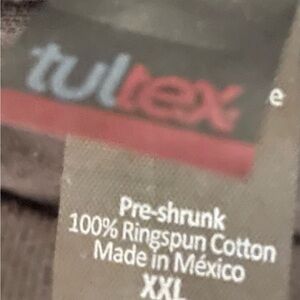 tultex
e
Pre-shrunk
100% Ringspun Cotton
Made in México
XXL